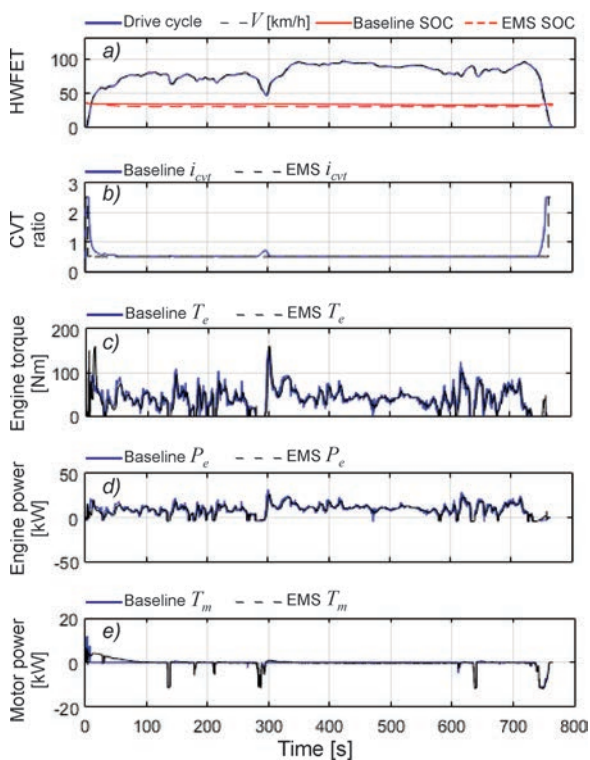 Drive cycle V [km/h] Baseline SOC EMS SOC
a)
HWFET
100
50
0
Baseline i_cvt EMS i_cvt
b)
CVT ratio
3
2
1
0
Baseline T_e EMS T_e
c)
Engine torque [Nm]
200
100
0
Baseline P_e EMS P_e
d)
Engine power [kW]
50
0
-50
Baseline T_m EMS T_m
e)
Motor power [kW]
20
0
-20
0 100 200 300 400 500 600 700 800
Time [s]